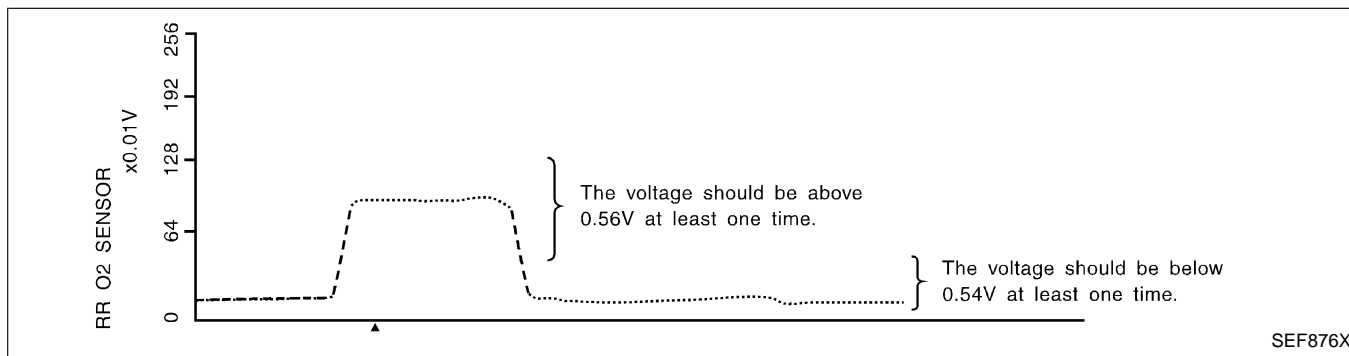 256
192
128
64
0
RR O2 SENSOR
x0.01V
The voltage should be above
0.56V at least one time.
The voltage should be below
0.54V at least one time.
SEF876X